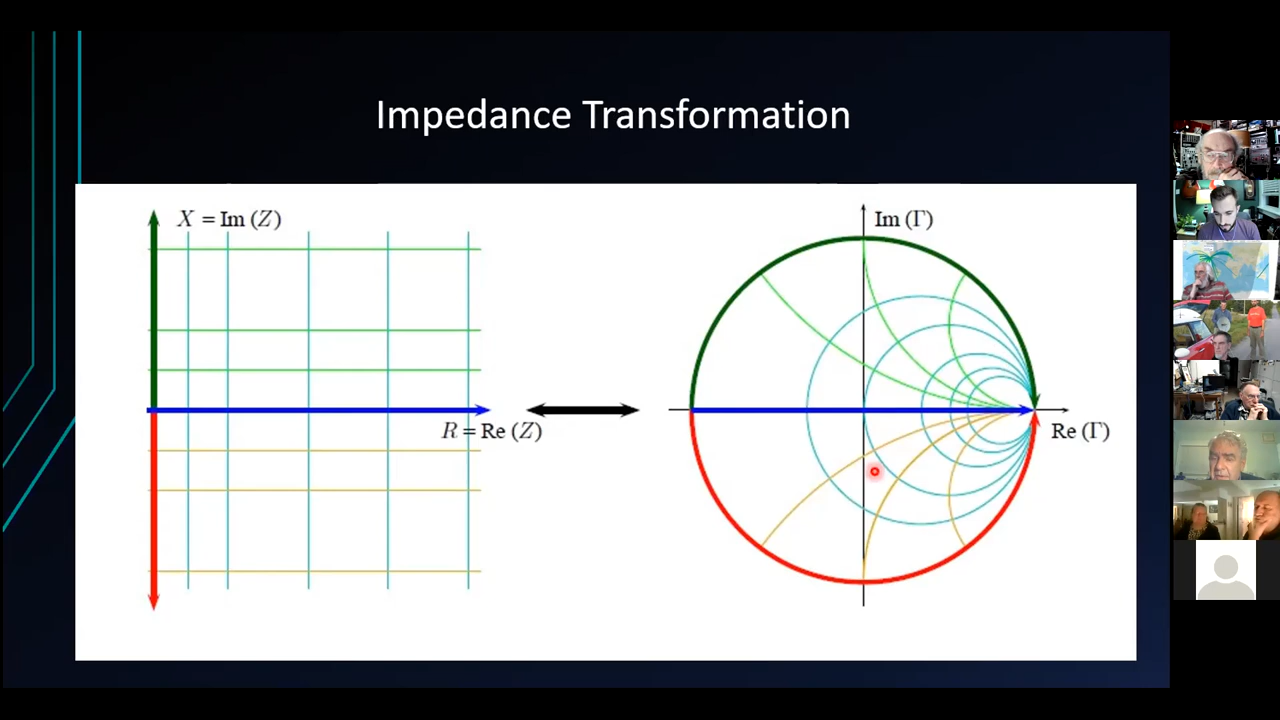 Impedance Transformation
X = Im (Z)
R = Re (Z)
Im (Γ)
Re (Γ)